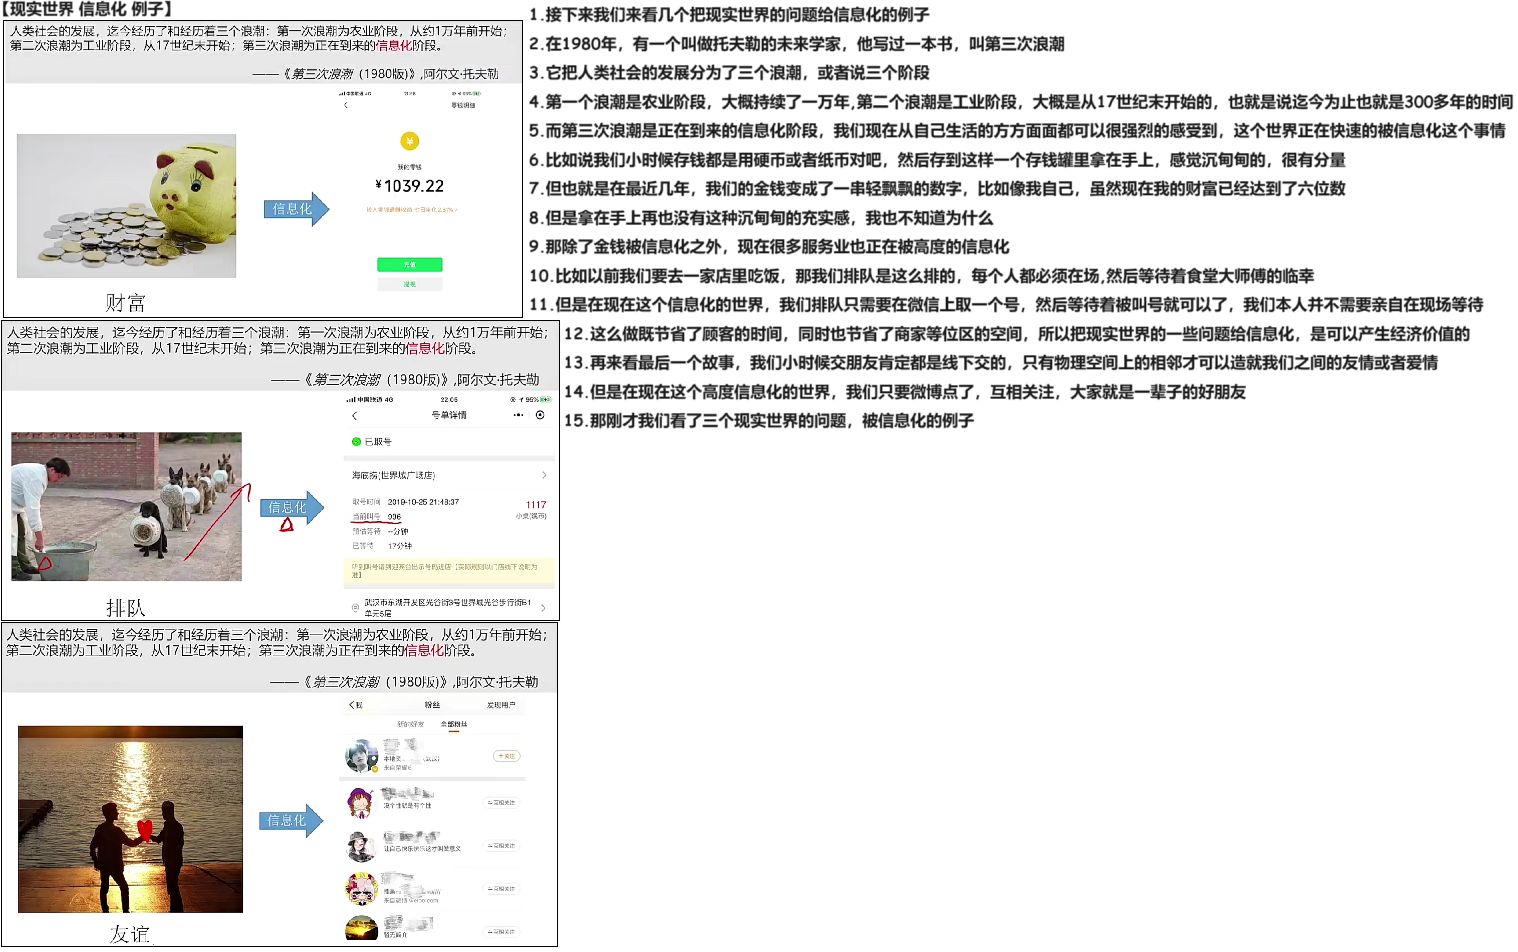 【现实世界 信息化 例子】
人类社会的发展，迄今经历了和经历着三个浪潮：第一次浪潮为农业阶段，从约1万年前开始；
第二次浪潮为工业阶段，从17世纪末开始；第三次浪潮为正在到来的信息化阶段。
——《第三次浪潮（1980版)》,阿尔文·托夫勒
零钱明细
我的零钱
¥1039.22
信息化
充值
提现
财富
人类社会的发展，迄今经历了和经历着三个浪潮：第一次浪潮为农业阶段，从约1万年前开始；
第二次浪潮为工业阶段，从17世纪末开始；第三次浪潮为正在到来的信息化阶段。
——《第三次浪潮（1980版)》,阿尔文·托夫勒
中国铁通 4G 22:05 95%
号单详情
已取号
海底捞(世界城广场店)
取号时间 2019-10-25 21:48:37
1117
当前叫号 996
预估等待 --分钟
已等待 17分钟
信息化
武汉市东湖开发区光谷街3号世界城光谷步行街B1
单元5层
排队
人类社会的发展，迄今经历了和经历着三个浪潮：第一次浪潮为农业阶段，从约1万年前开始；
第二次浪潮为工业阶段，从17世纪末开始；第三次浪潮为正在到来的信息化阶段。
——《第三次浪潮（1980版)》,阿尔文·托夫勒
我 粉丝 发现用户
新的好友 全部粉丝
+关注
没个性就是有个性
互相关注
让自己快乐快乐这才叫做意义
互相关注
互相关注
暂无简介
互相关注
信息化
友谊
1.接下来我们来看几个把现实世界的问题给信息化的例子
2.在1980年，有一个叫做托夫勒的未来学家，他写过一本书，叫第三次浪潮
3.它把人类社会的发展分为了三个浪潮，或者说三个阶段
4.第一个浪潮是农业阶段，大概持续了一万年,第二个浪潮是工业阶段，大概是从17世纪末开始的，也就是说迄今为止也就是300多年的时间
5.而第三次浪潮是正在到来的信息化阶段，我们现在从自己生活的方方面面都可以很强烈的感受到，这个世界正在快速的被信息化这个事情
6.比如说我们小时候存钱都是用硬币或者纸币对吧，然后存到这样一个存钱罐里拿在手上，感觉沉甸甸的，很有分量
7.但也就是在最近几年，我们的金钱变成了一串轻飘飘的数字，比如像我自己，虽然现在我的财富已经达到了六位数
8.但是拿在手上再也没有这种沉甸甸的充实感，我也不知道为什么
9.那除了金钱被信息化之外，现在很多服务业也正在被高度的信息化
10.比如以前我们要去一家店里吃饭，那我们排队是这么排的，每个人都必须在场,然后等待着食堂大师傅的临幸
11.但是在现在这个信息化的世界，我们排队只需要在微信上取一个号，然后等待着被叫号就可以了，我们本人并不需要亲自在现场等待
12.这么做既节省了顾客的时间，同时也节省了商家等位区的空间，所以把现实世界的一些问题给信息化，是可以产生经济价值的
13.再来看最后一个故事，我们小时候交朋友肯定都是线下交的，只有物理空间上的相邻才可以造就我们之间的友情或者爱情
14.但是在现在这个高度信息化的世界，我们只要微博点了，互相关注，大家就是一辈子的好朋友
15.那刚才我们看了三个现实世界的问题，被信息化的例子